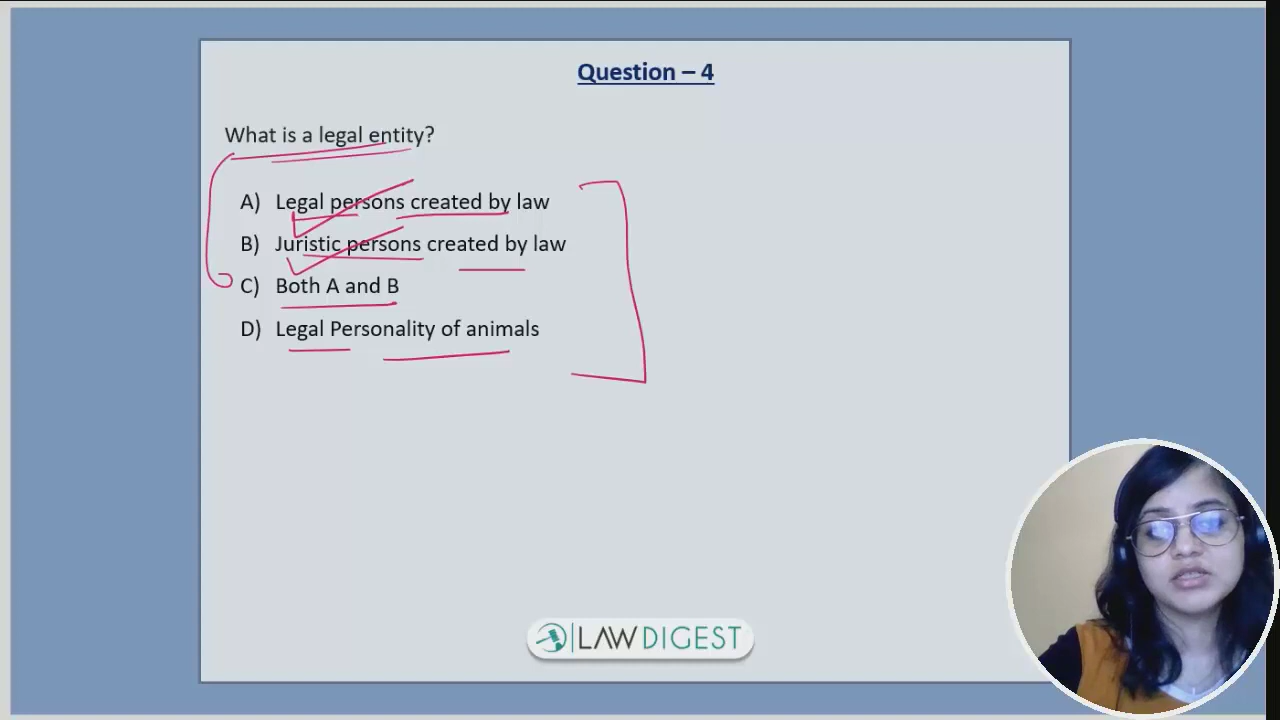 Question – 4
What is a legal entity?
A) Legal persons created by law
B) Juristic persons created by law
C) Both A and B
D) Legal Personality of animals
LAWDIGEST